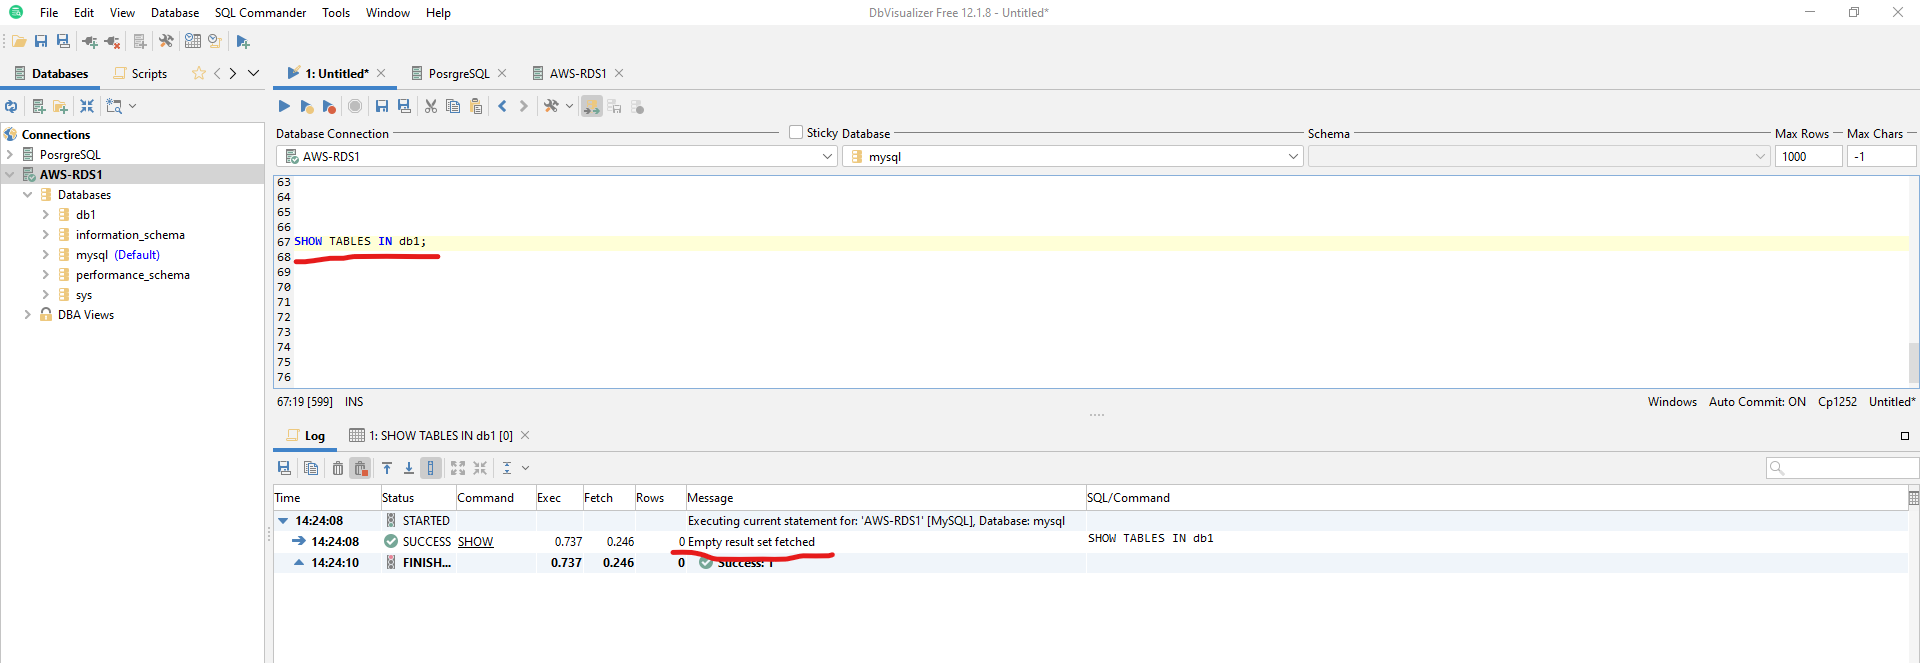 DbVisualizer Free 12.1.8 - Untitled*
File Edit View Database SQL Commander Tools Window Help
Databases Scripts
1: Untitled* PosrgreSQL AWS-RDS1
Database Connection Sticky Database Schema Max Rows Max Chars
AWS-RDS1 mysql 1000 -1
Connections
PosrgreSQL
AWS-RDS1
Databases
db1
information_schema
mysql (Default)
performance_schema
sys
DBA Views
63
64
65
66
67 SHOW TABLES IN db1;
68
69
70
71
72
73
74
75
76
67:19 [599] INS Windows Auto Commit: ON Cp1252 Untitled*
Log 1: SHOW TABLES IN db1 [0]
Time Status Command Exec Fetch Rows Message SQL/Command
14:24:08 STARTED Executing current statement for: 'AWS-RDS1' [MySQL], Database: mysql
14:24:08 SUCCESS SHOW 0.737 0.246 0 Empty result set fetched SHOW TABLES IN db1
14:24:10 FINISH... 0.737 0.246 0 Success: 1